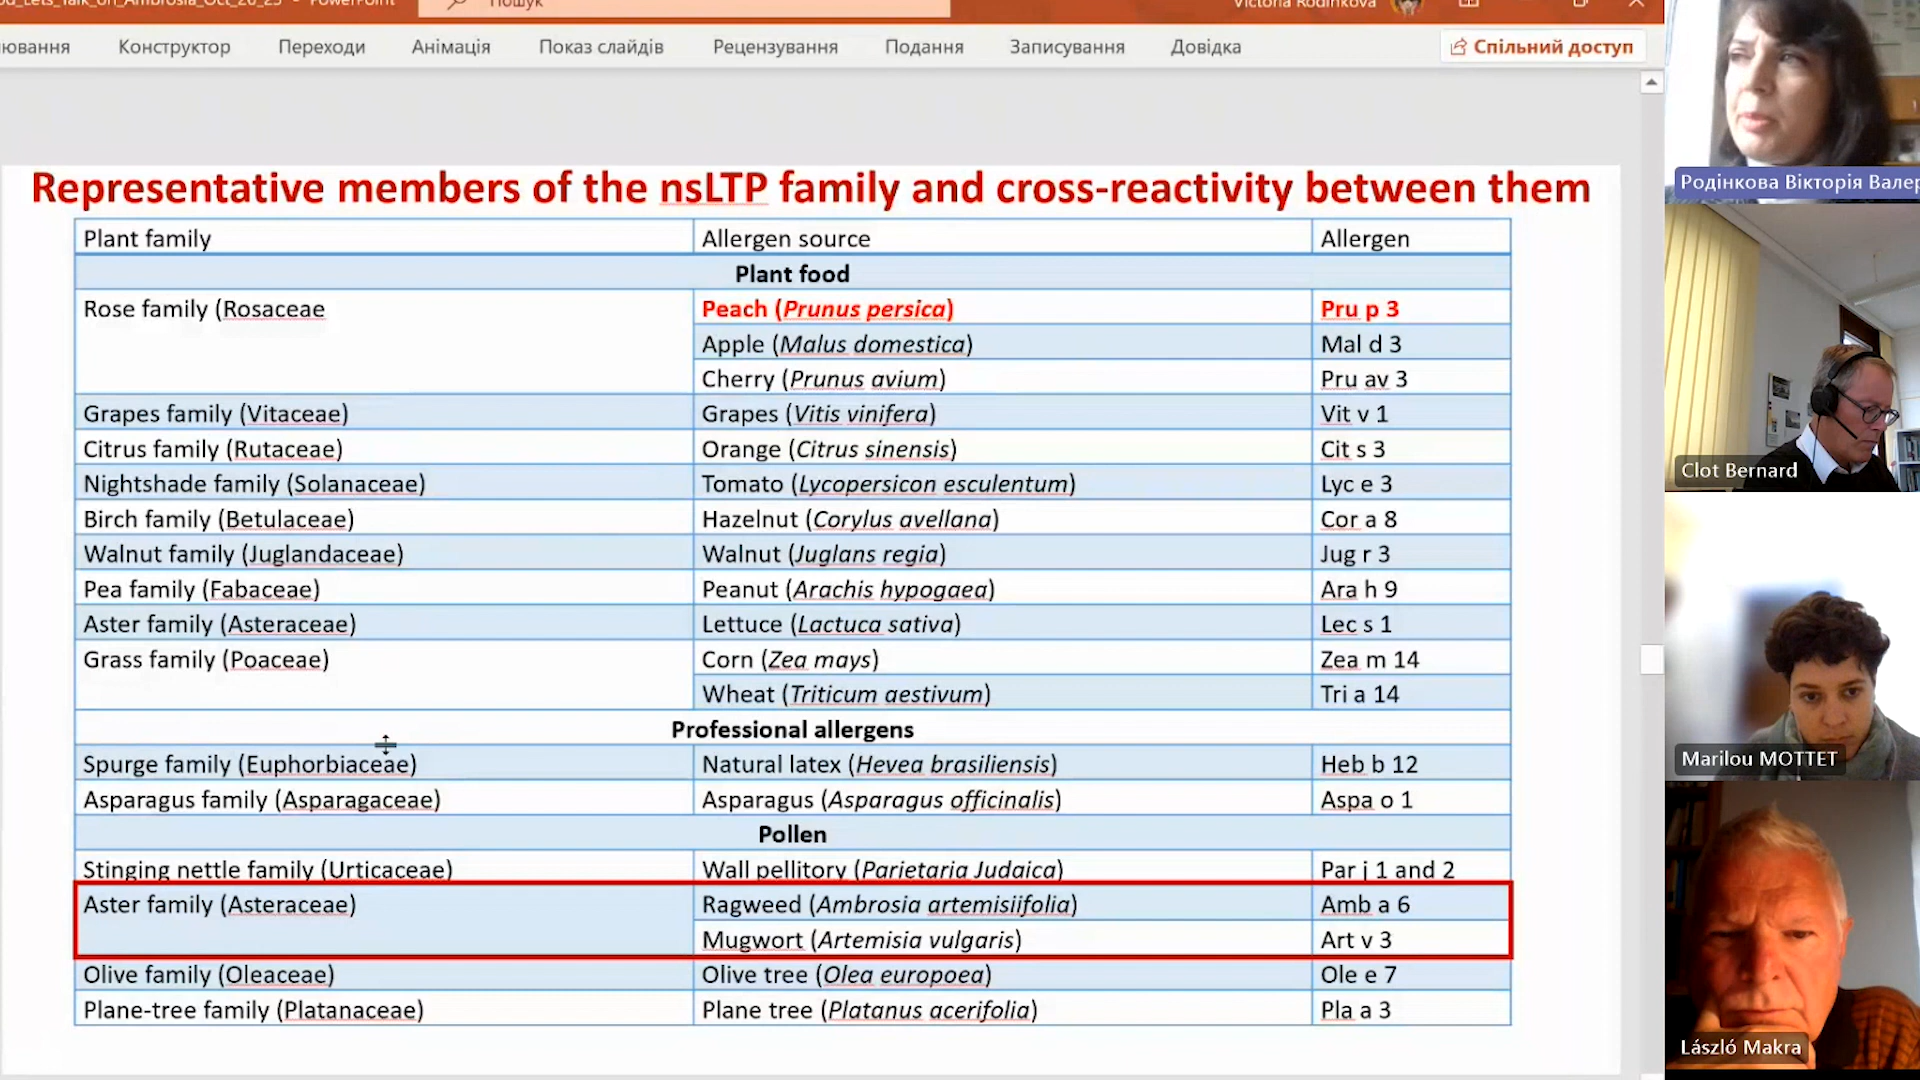 od_Lets_Talk_on_Ambrosia_Oct_26_23 - PowerPoint
Пошук
Victoria Rodinkova
ювання Конструктор Переходи Анімація Показ слайдів Рецензування Подання Записування Довідка Спільний доступ
Representative members of the nsLTP family and cross-reactivity between them
Plant family Allergen source Allergen
Plant food
Rose family (Rosaceae Peach (Prunus persica) Pru p 3
Apple (Malus domestica) Mal d 3
Cherry (Prunus avium) Pru av 3
Grapes family (Vitaceae) Grapes (Vitis vinifera) Vit v 1
Citrus family (Rutaceae) Orange (Citrus sinensis) Cit s 3
Nightshade family (Solanaceae) Tomato (Lycopersicon esculentum) Lyc e 3
Birch family (Betulaceae) Hazelnut (Corylus avellana) Cor a 8
Walnut family (Juglandaceae) Walnut (Juglans regia) Jug r 3
Pea family (Fabaceae) Peanut (Arachis hypogaea) Ara h 9
Aster family (Asteraceae) Lettuce (Lactuca sativa) Lec s 1
Grass family (Poaceae) Corn (Zea mays) Zea m 14
Wheat (Triticum aestivum) Tri a 14
Professional allergens
Spurge family (Euphorbiaceae) Natural latex (Hevea brasiliensis) Heb b 12
Asparagus family (Asparagaceae) Asparagus (Asparagus officinalis) Aspa o 1
Pollen
Stinging nettle family (Urticaceae) Wall pellitory (Parietaria Judaica) Par j 1 and 2
Aster family (Asteraceae) Ragweed (Ambrosia artemisiifolia) Amb a 6
Mugwort (Artemisia vulgaris) Art v 3
Olive family (Oleaceae) Olive tree (Olea europoea) Ole e 7
Plane-tree family (Platanaceae) Plane tree (Platanus acerifolia) Pla a 3
Родінкова Вікторія Валер
Clot Bernard
Marilou MOTTET
László Makra